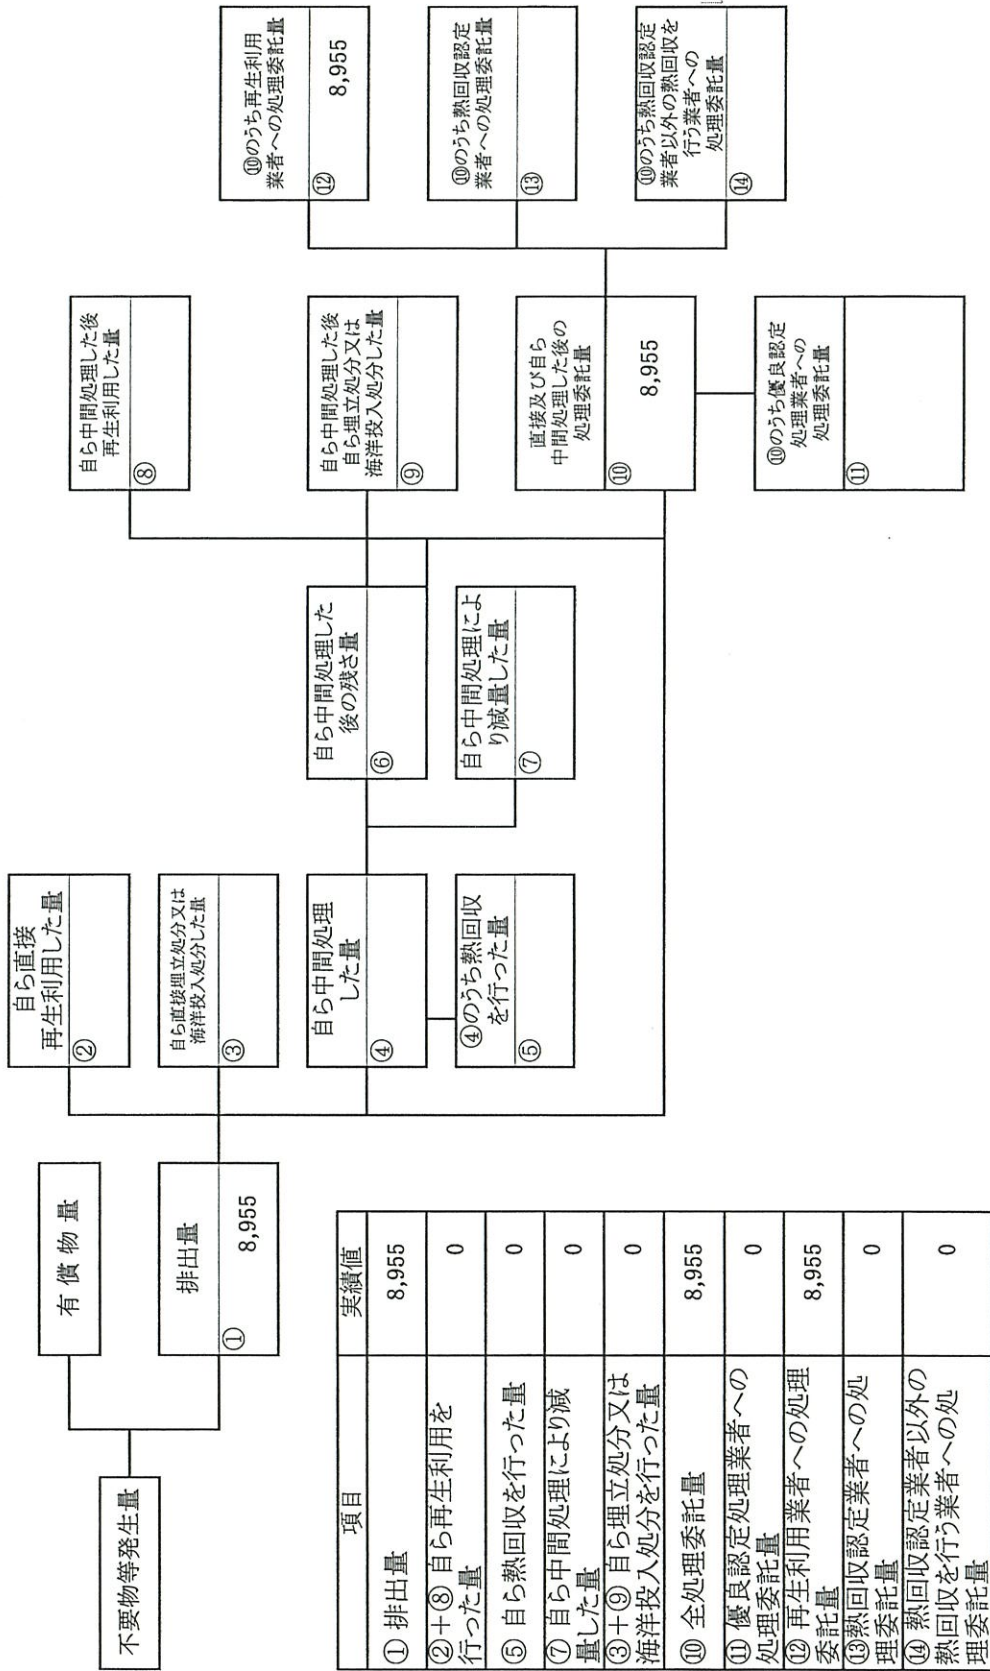 不要物等発生量
有 償 物 量
排出量
①
8,955
自ら直接
再生利用した量
②
自ら直接埋立処分又は
海洋投入処分した量
③
自ら中間処理
した量
④
④のうち熱回収
を行った量
⑤
自ら中間処理した
後の残さ量
⑥
自ら中間処理によ
り減量した量
⑦
自ら中間処理した後
再生利用した量
⑧
自ら中間処理した後
自ら埋立処分又は
海洋投入処分した量
⑨
直接及び自ら
中間処理した後の
処理委託量
⑩
8,955
⑩のうち優良認定
処理業者への
処理委託量
⑪
⑩のうち再生利用
業者への処理委託量
⑫
8,955
⑩のうち熱回収認定
業者への処理委託量
⑬
⑩のうち熱回収認定
業者以外の熱回収を
行う業者への
処理委託量
⑭
項目 実績値
① 排出量 8,955
②+⑧ 自ら再生利用を
行った量 0
⑤ 自ら熱回収を行った量 0
⑦ 自ら中間処理により減
量した量 0
③+⑨ 自ら埋立処分又は
海洋投入処分を行った量 0
⑩ 全処理委託量 8,955
⑪ 優良認定処理業者への
処理委託量 0
⑫ 再生利用業者への処理
委託量 8,955
⑬熱回収認定業者への処
理委託量 0
⑭ 熱回収認定業者以外の
熱回収を行う業者への処
理委託量 0